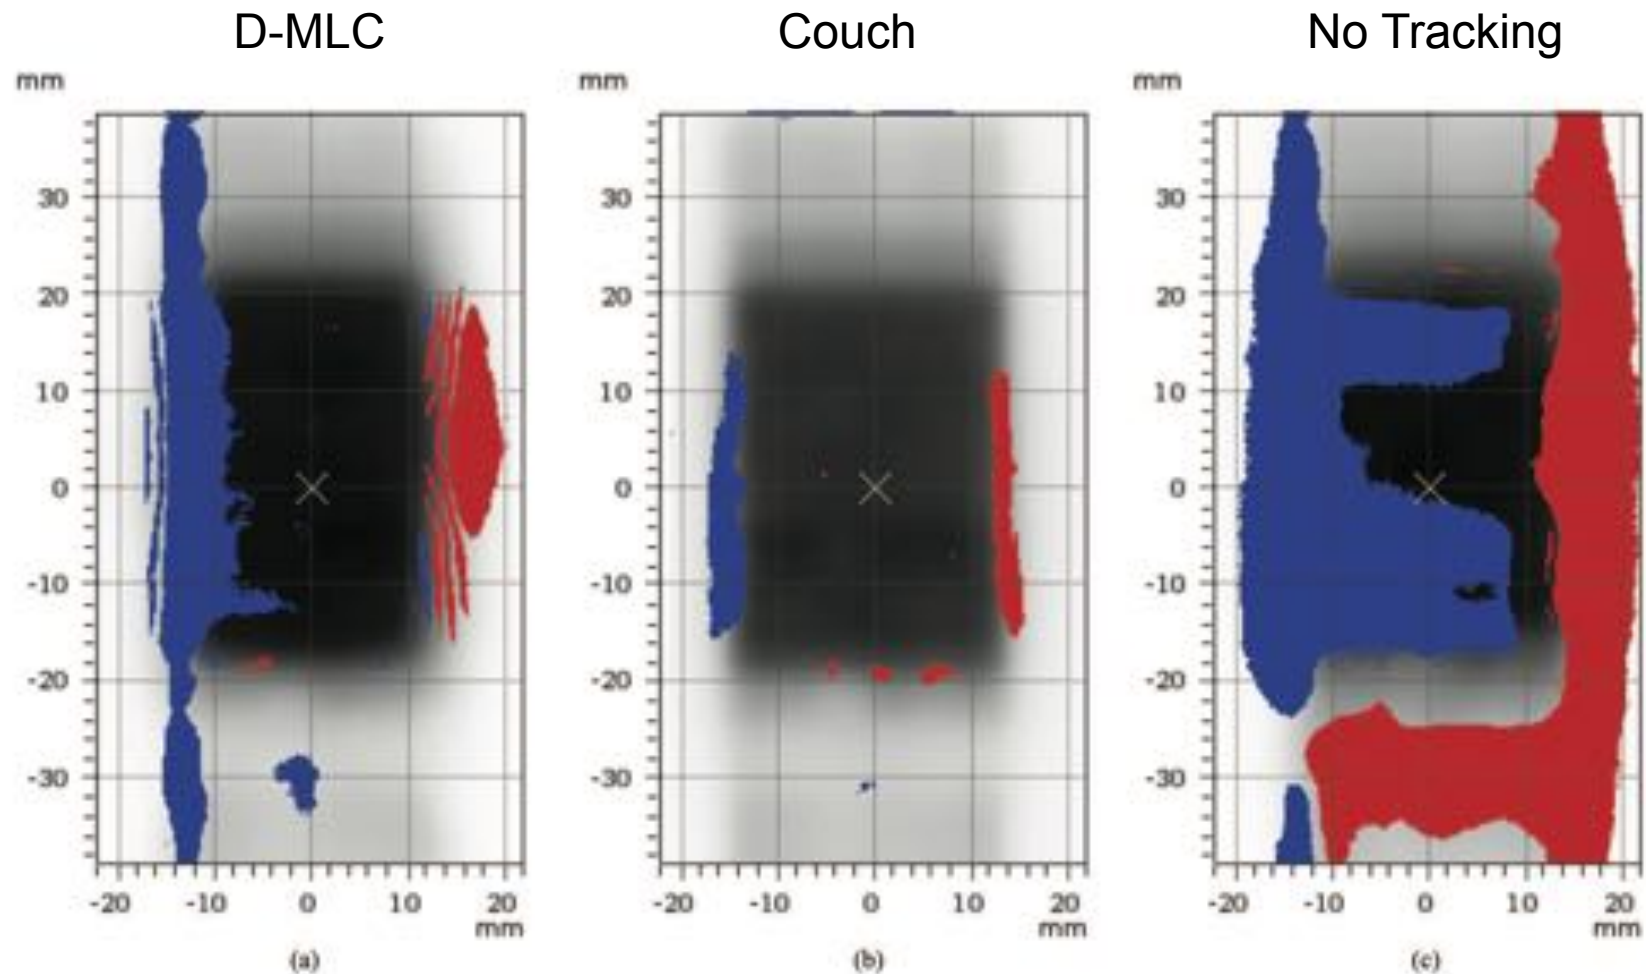 D-MLC Couch No Tracking
mm mm mm
30 30 30
20 20 20
10 10 10
0 0 0
-10 -10 -10
-20 -20 -20
-30 -30 -30
-20 -10 0 10 20 -20 -10 0 10 20 -20 -10 0 10 20
mm mm mm
(a) (b) (c)